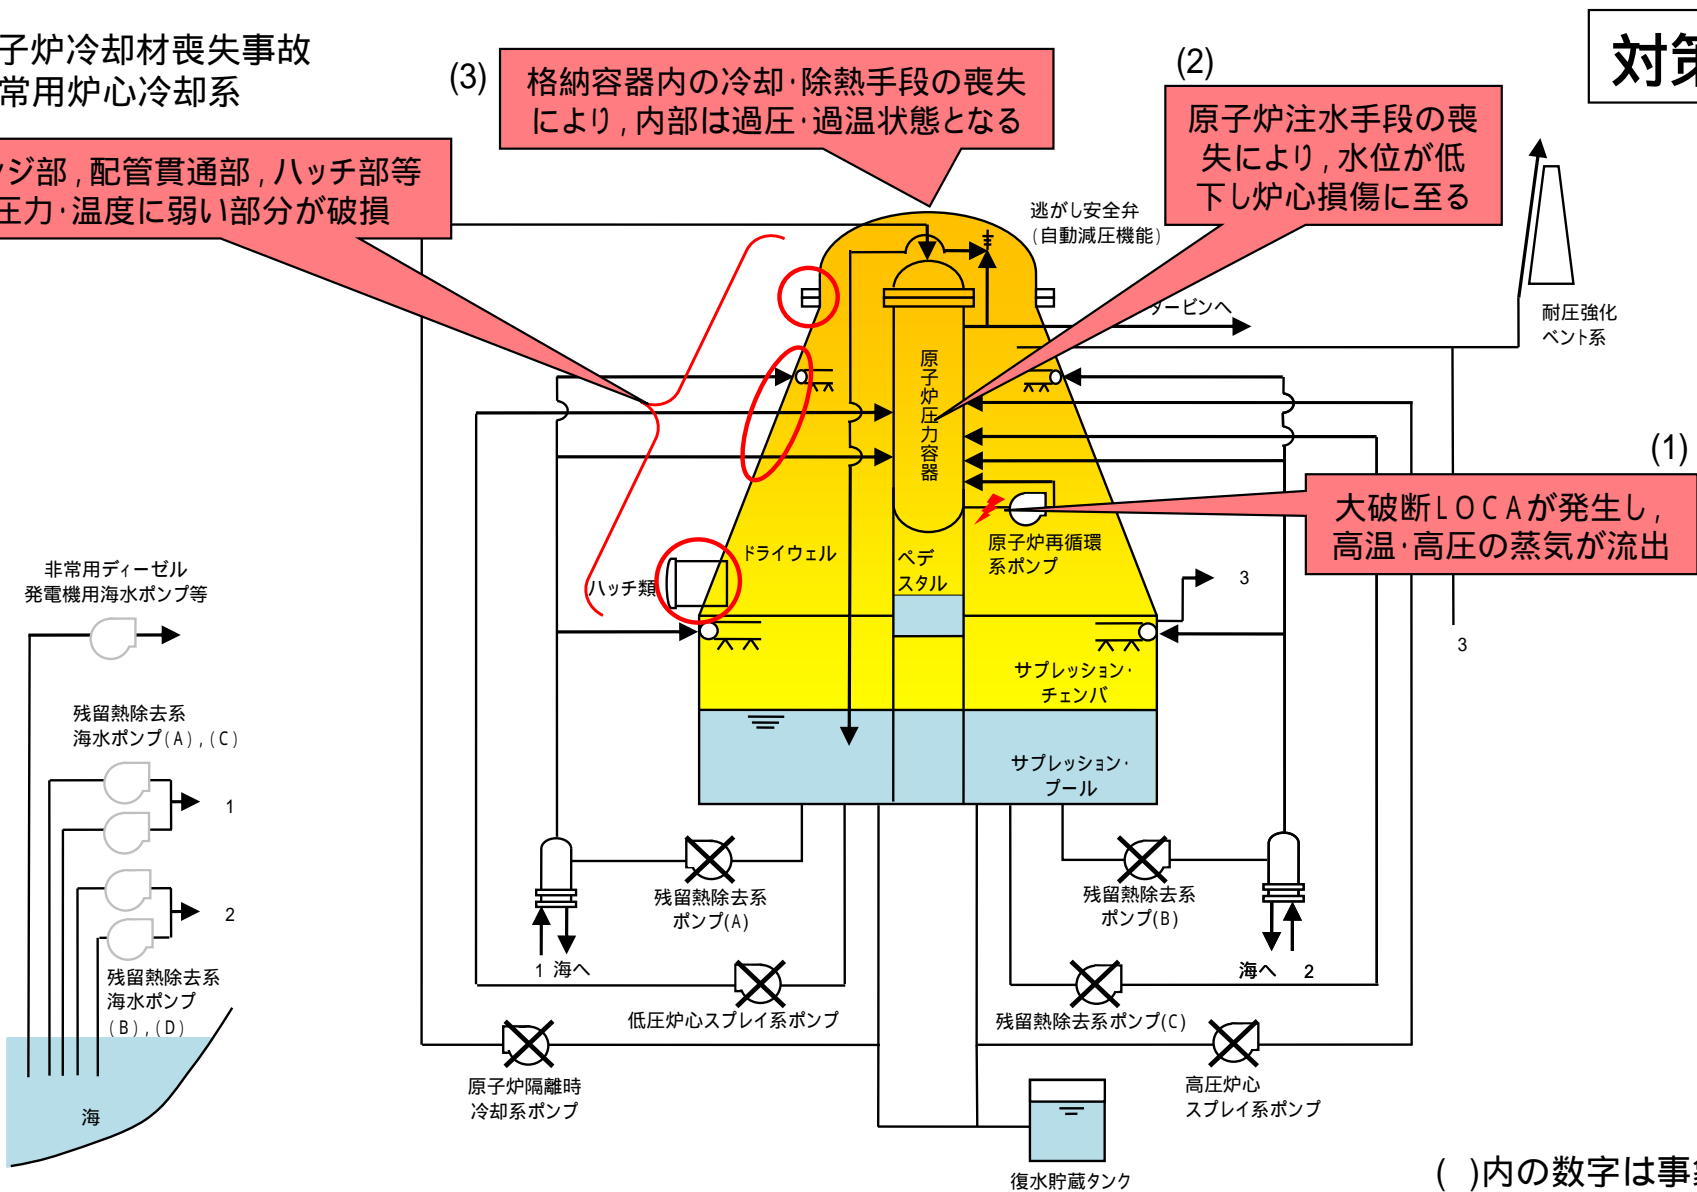 子炉冷却材喪失事故
常用炉心冷却系
(3)
格納容器内の冷却・除熱手段の喪失
により，内部は過圧・過温状態となる
(2)
原子炉注水手段の喪
失により，水位が低
下し炉心損傷に至る
対策
ジ部，配管貫通部，ハッチ部等
圧力・温度に弱い部分が破損
逃がし安全弁
(自動減圧機能)
タービンへ
耐圧強化
ベント系
原子炉圧力容器
(1)
大破断LOCAが発生し，
高温・高圧の蒸気が流出
ドライウェル
ペデ
スタル
原子炉再循環
系ポンプ
ハッチ類
3
3
サプレッション・
チェンバ
サプレッション・
プール
非常用ディーゼル
発電機用海水ポンプ等
残留熱除去系
海水ポンプ(A)，(C)
1
2
残留熱除去系
海水ポンプ
(B)，(D)
海
残留熱除去系
ポンプ(A)
残留熱除去系
ポンプ(B)
1 海へ
海へ 2
低圧炉心スプレイ系ポンプ
残留熱除去系ポンプ(C)
原子炉隔離時
冷却系ポンプ
高圧炉心
スプレイ系ポンプ
復水貯蔵タンク
( )内の数字は事